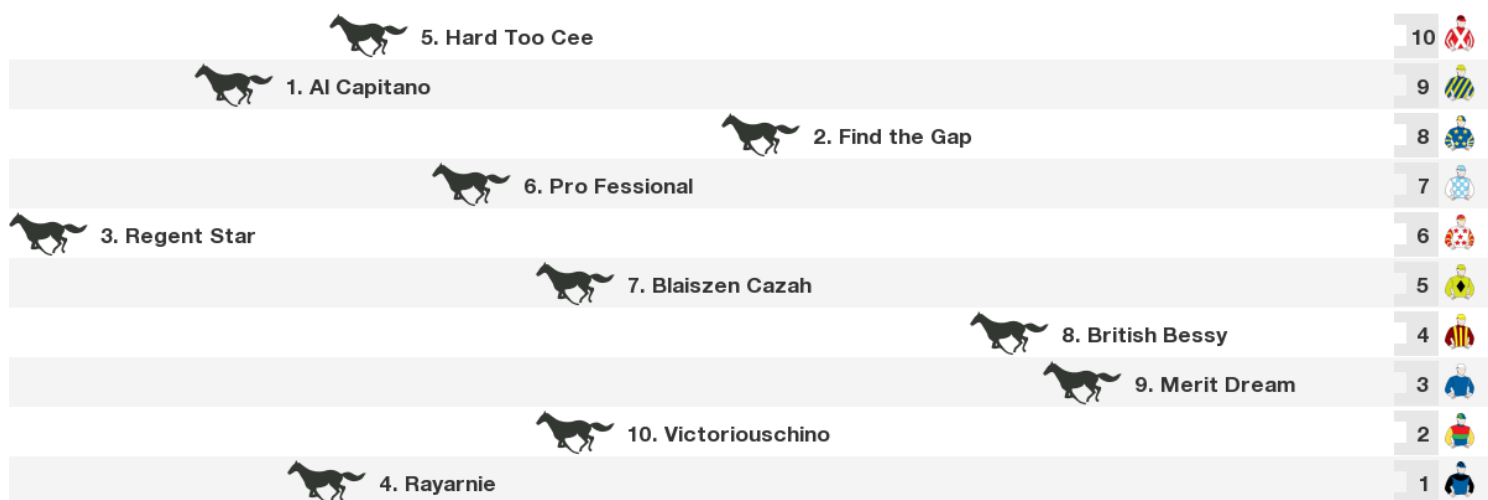 5. Hard Too Cee 10
1. Al Capitano 9
2. Find the Gap 8
6. Pro Fessional 7
3. Regent Star 6
7. Blaiszen Cazah 5
8. British Bessy 4
9. Merit Dream 3
10. Victoriouschino 2
4. Rayarnie 1